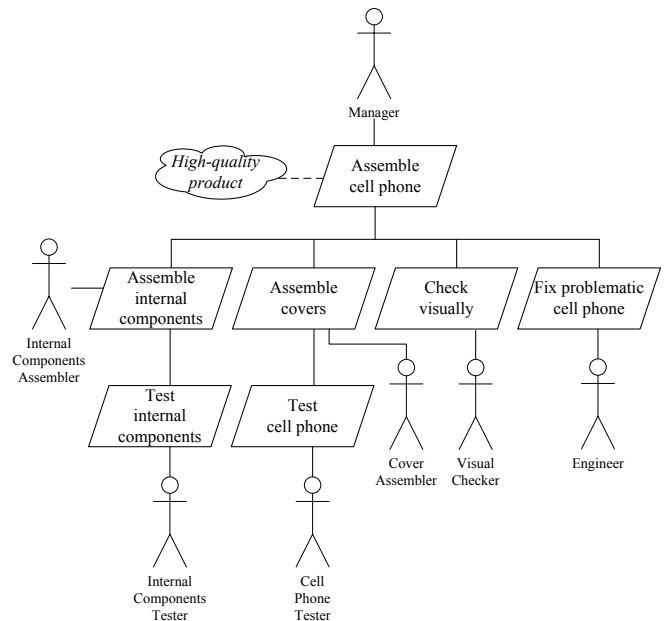 Manager
High-quality
product
Assemble
cell phone
Assemble
internal
components
Assemble
covers
Check
visually
Fix problematic
cell phone
Internal
Components
Assembler
Test
internal
components
Test
cell phone
Cover
Assembler
Visual
Checker
Engineer
Internal
Components
Tester
Cell
Phone
Tester